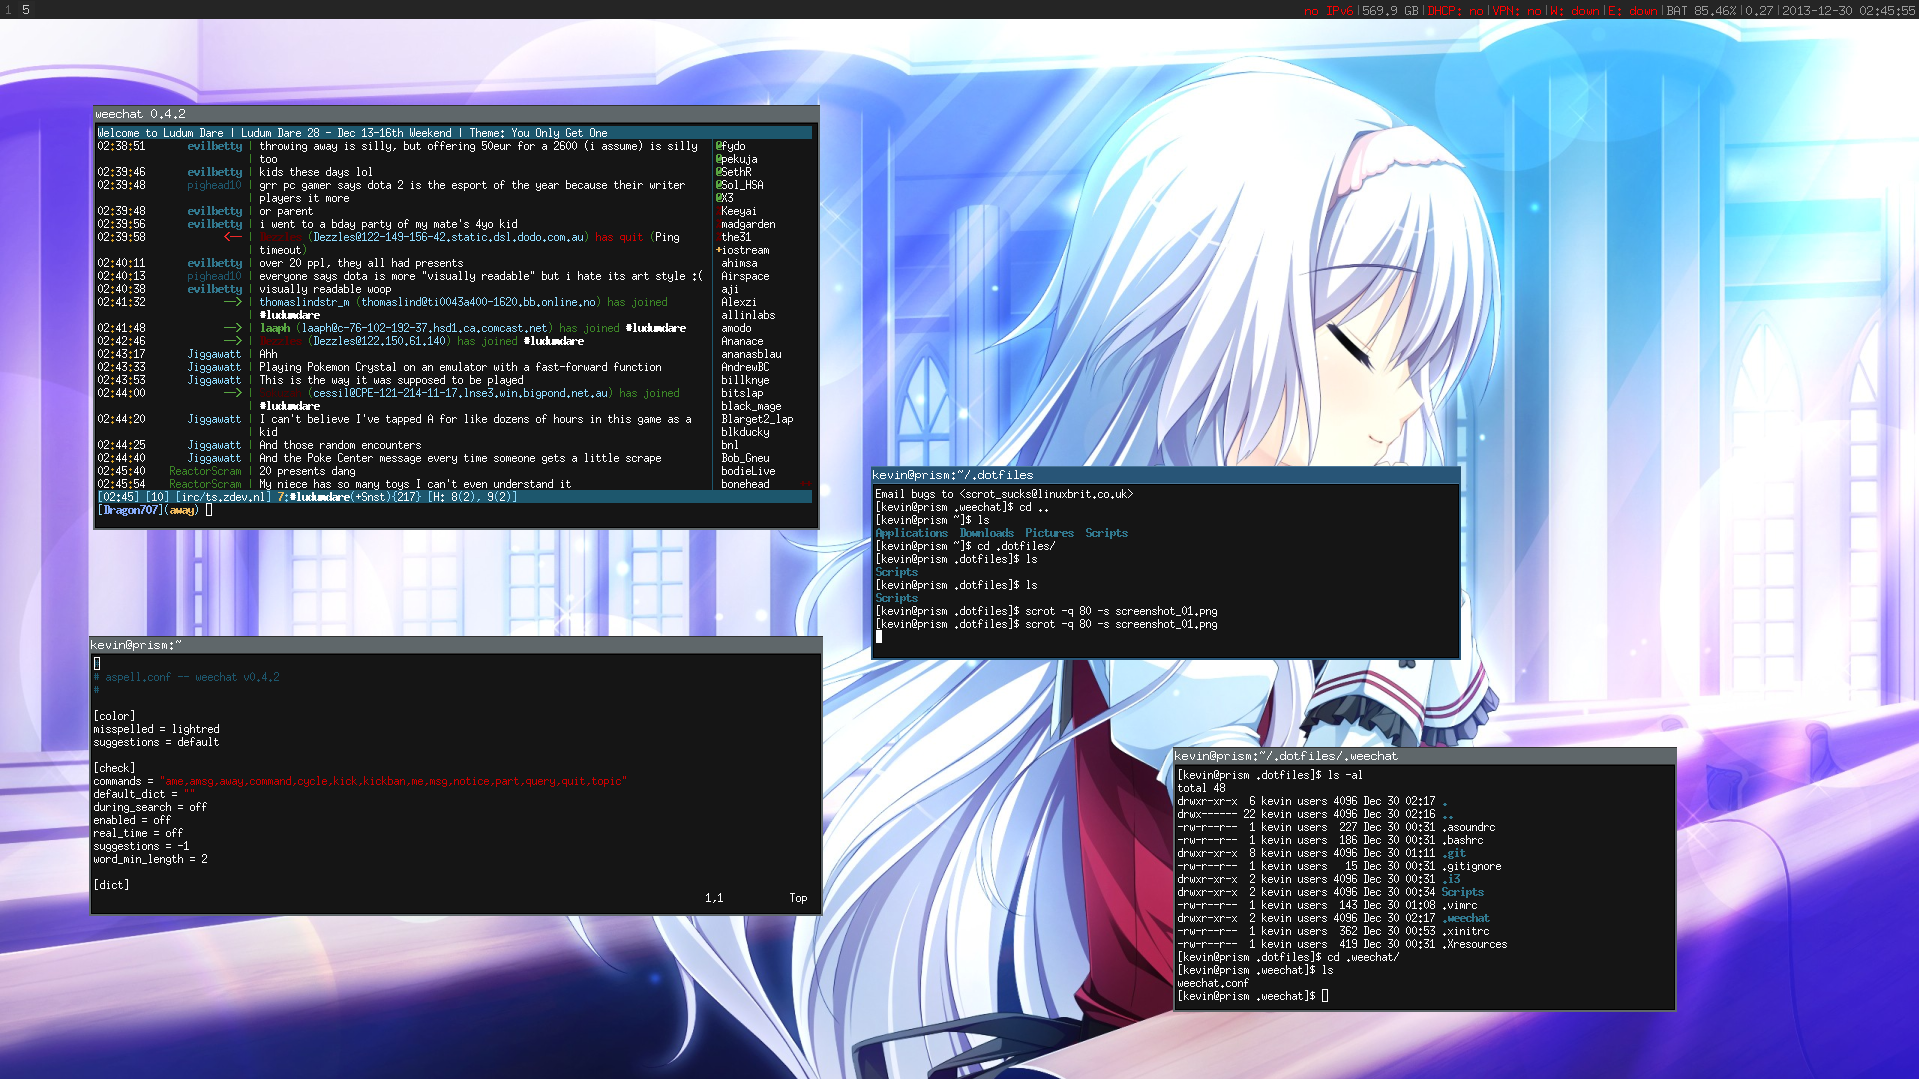 1 5
no IPv6|569.9 GB|DHCP: no|VPN: no|W: down|E: down|BAT 85.46%|0.27|2013-12-30 02:45:55
weechat 0.4.2
Welcome to Ludum Dare | Ludum Dare 28 - Dec 13-16th Weekend | Theme: You Only Get One
02:38:51 evilbetty | throwing away is silly, but offering 50eur for a 2600 (i assume) is silly @fydo
| too @pekuja
02:39:46 evilbetty | kids these days lol @SethR
02:39:48 pighead10 | grr pc gamer says dota 2 is the esport of the year because their writer @Sol_HSA
| players it more @X3
02:39:48 evilbetty | or parent Keeyai
02:39:56 evilbetty | i went to a bday party of my mate's 4yo kid madgarden
02:39:58 <-- | Dezzles (Dezzles@122-149-156-42.static.dsl.dodo.com.au) has quit (Ping the31
| timeout) +iostream
02:40:11 evilbetty | over 20 ppl, they all had presents ahimsa
02:40:13 pighead10 | everyone says dota is more "visually readable" but i hate its art style :( Airspace
02:40:38 evilbetty | visually readable woop aji
02:41:32 --> | thomaslindstr_m (thomaslind@ti0043a400-1620.bb.online.no) has joined Alexzi
| #ludumdare allinlabs
02:41:48 --> | laaph (laaph@c-76-102-192-37.hsd1.ca.comcast.net) has joined #ludumdare amodo
02:42:46 --> | Dezzles (Dezzles@122.150.61.140) has joined #ludumdare Ananace
02:43:17 Jiggawatt | Ahh ananasblau
02:43:33 Jiggawatt | Playing Pokemon Crystal on an emulator with a fast-forward function AndrewBC
02:43:53 Jiggawatt | This is the way it was supposed to be played billknye
02:44:00 --> | (cessil@CPE-121-214-11-17.lnse3.win.bigpond.net.au) has joined bitslap
| #ludumdare black_mage
02:44:20 Jiggawatt | I can't believe I've tapped A for like dozens of hours in this game as a Blarget2_lap
| kid blkducky
02:44:25 Jiggawatt | And those random encounters bnl
02:44:40 Jiggawatt | And the Poke Center message every time someone gets a little scrape Bob_Gneu
02:45:40 ReactorScram | 20 presents dang bodieLive
02:45:54 ReactorScram | My niece has so many toys I can't even understand it bonehead ++
[02:45] [10] [irc/ts.zdev.nl] 7:#ludumdare(+Snst){217} [H: 8(2), 9(2)]
[Dragon707](away)
kevin@prism:~/.dotfiles
Email bugs to <scrot_sucks@linuxbrit.co.uk>
[kevin@prism .weechat]$ cd ..
[kevin@prism ~]$ ls
Applications Downloads Pictures Scripts
[kevin@prism ~]$ cd .dotfiles/
[kevin@prism .dotfiles]$ ls
Scripts
[kevin@prism .dotfiles]$ ls
Scripts
[kevin@prism .dotfiles]$ scrot -q 80 -s screenshot_01.png
[kevin@prism .dotfiles]$ scrot -q 80 -s screenshot_01.png
kevin@prism:~
#
# aspell.conf -- weechat v0.4.2
#
[color]
misspelled = lightred
suggestions = default
[check]
commands = "ame,amsg,away,command,cycle,kick,kickban,me,msg,notice,part,query,quit,topic"
default_dict = ""
during_search = off
enabled = off
real_time = off
suggestions = -1
word_min_length = 2
[dict]
1,1 Top
kevin@prism:~/.dotfiles/.weechat
[kevin@prism .dotfiles]$ ls -al
total 48
drwxr-xr-x 6 kevin users 4096 Dec 30 02:17 .
drwx------ 22 kevin users 4096 Dec 30 02:16 ..
-rw-r--r-- 1 kevin users 227 Dec 30 00:31 .asoundrc
-rw-r--r-- 1 kevin users 186 Dec 30 00:31 .bashrc
drwxr-xr-x 8 kevin users 4096 Dec 30 01:11 .git
-rw-r--r-- 1 kevin users 15 Dec 30 00:31 .gitignore
drwxr-xr-x 2 kevin users 4096 Dec 30 00:31 .i3
drwxr-xr-x 2 kevin users 4096 Dec 30 00:34 Scripts
-rw-r--r-- 1 kevin users 143 Dec 30 01:08 .vimrc
drwxr-xr-x 2 kevin users 4096 Dec 30 02:17 .weechat
-rw-r--r-- 1 kevin users 362 Dec 30 00:53 .xinitrc
-rw-r--r-- 1 kevin users 419 Dec 30 00:31 .Xresources
[kevin@prism .dotfiles]$ cd .weechat/
[kevin@prism .weechat]$ ls
weechat.conf
[kevin@prism .weechat]$